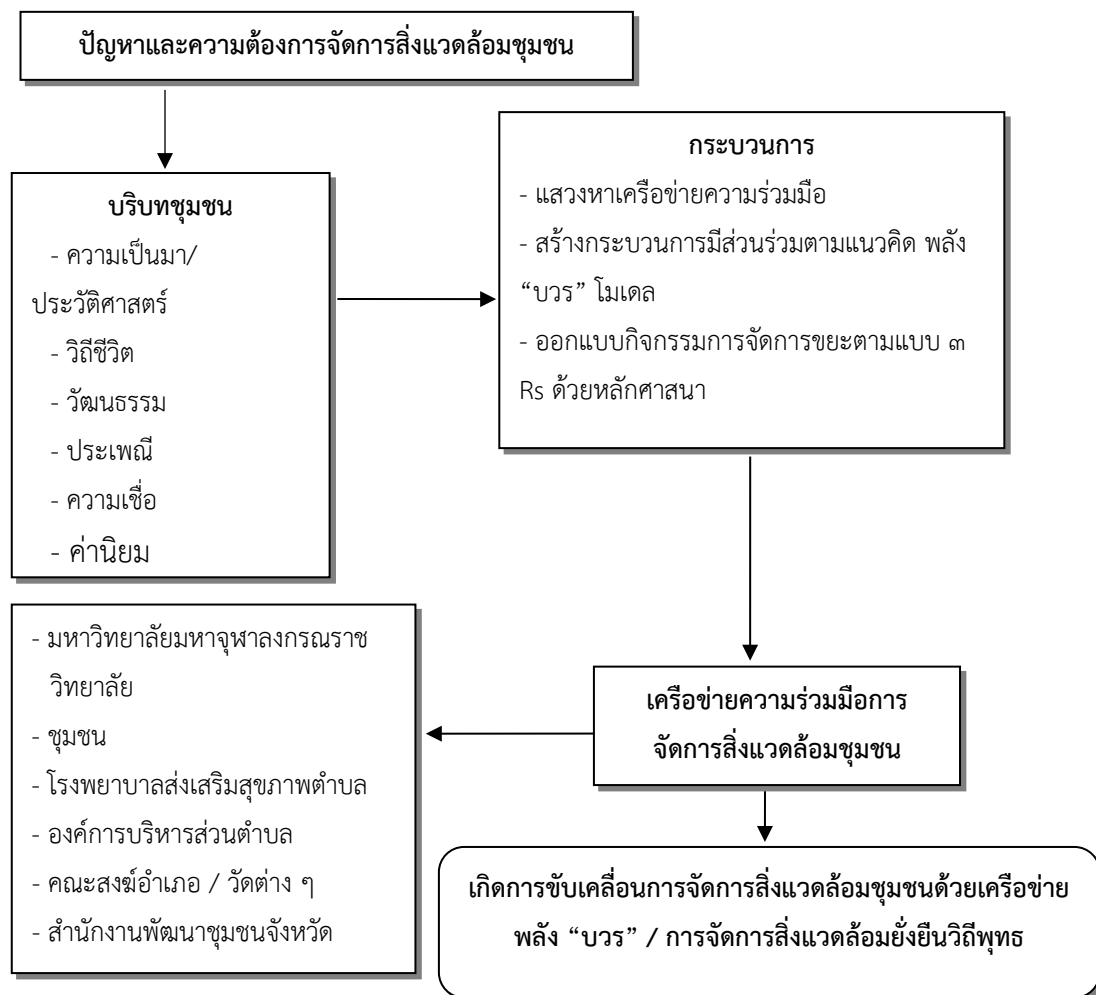 ปัญหาและความต้องการจัดการสิ่งแวดล้อมชุมชน
บริบทชุมชน
- ความเป็นมา/
ประวัติศาสตร์
- วิถีชีวิต
- วัฒนธรรม
- ประเพณี
- ความเชื่อ
- ค่านิยม
กระบวนการ
- แสวงหาเครือข่ายความร่วมมือ
- สร้างกระบวนการมีส่วนร่วมตามแนวคิด พลัง
“บวร” โมเดล
- ออกแบบกิจกรรมการจัดการขยะตามแบบ ๓
Rs ด้วยหลักศาสนา
เครือข่ายความร่วมมือการ
จัดการสิ่งแวดล้อมชุมชน
- มหาวิทยาลัยมหาจุฬาลงกรณราช
วิทยาลัย
- ชุมชน
- โรงพยาบาลส่งเสริมสุขภาพตำบล
- องค์การบริหารส่วนตำบล
- คณะสงฆ์อำเภอ / วัดต่าง ๆ
- สำนักงานพัฒนาชุมชนจังหวัด
เกิดการขับเคลื่อนการจัดการสิ่งแวดล้อมชุมชนด้วยเครือข่าย
พลัง “บวร” / การจัดการสิ่งแวดล้อมยั่งยืนวิถีพุทธ